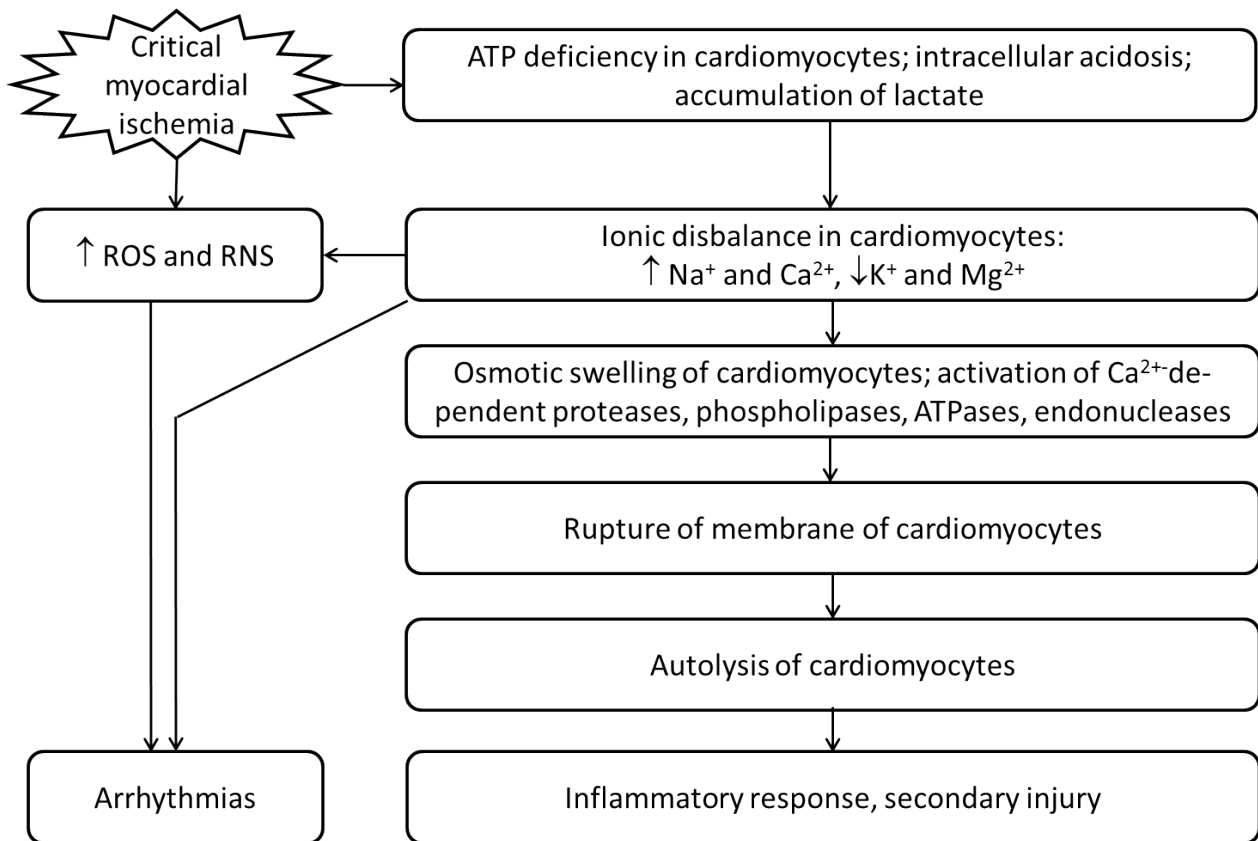 Critical
myocardial
ischemia
ATP deficiency in cardiomyocytes; intracellular acidosis;
accumulation of lactate
↑ ROS and RNS
Ionic disbalance in cardiomyocytes:
↑ Na⁺ and Ca²⁺, ↓K⁺ and Mg²⁺
Osmotic swelling of cardiomyocytes; activation of Ca²⁺⁻de-
pendent proteases, phospholipases, ATPases, endonucleases
Rupture of membrane of cardiomyocytes
Autolysis of cardiomyocytes
Arrhythmias
Inflammatory response, secondary injury